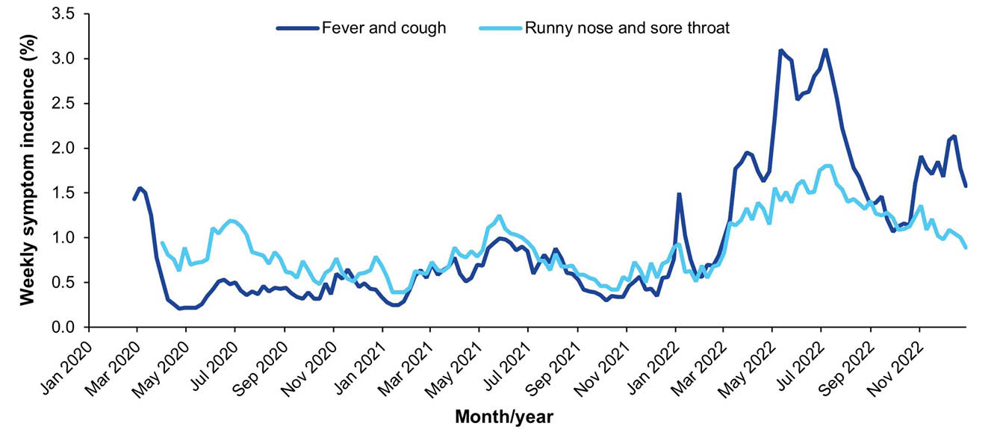 Weekly symptom incdence (%)
3.5
3.0
2.5
2.0
1.5
1.0
0.5
0.0
Fever and cough
Runny nose and sore throat
Jan 2020
Mar 2020
May 2020
Jul 2020
Sep 2020
Nov 2020
Jan 2021
Mar 2021
May 2021
Jul 2021
Sep 2021
Nov 2021
Jan 2022
Mar 2022
May 2022
Jul 2022
Sep 2022
Nov 2022
Month/year